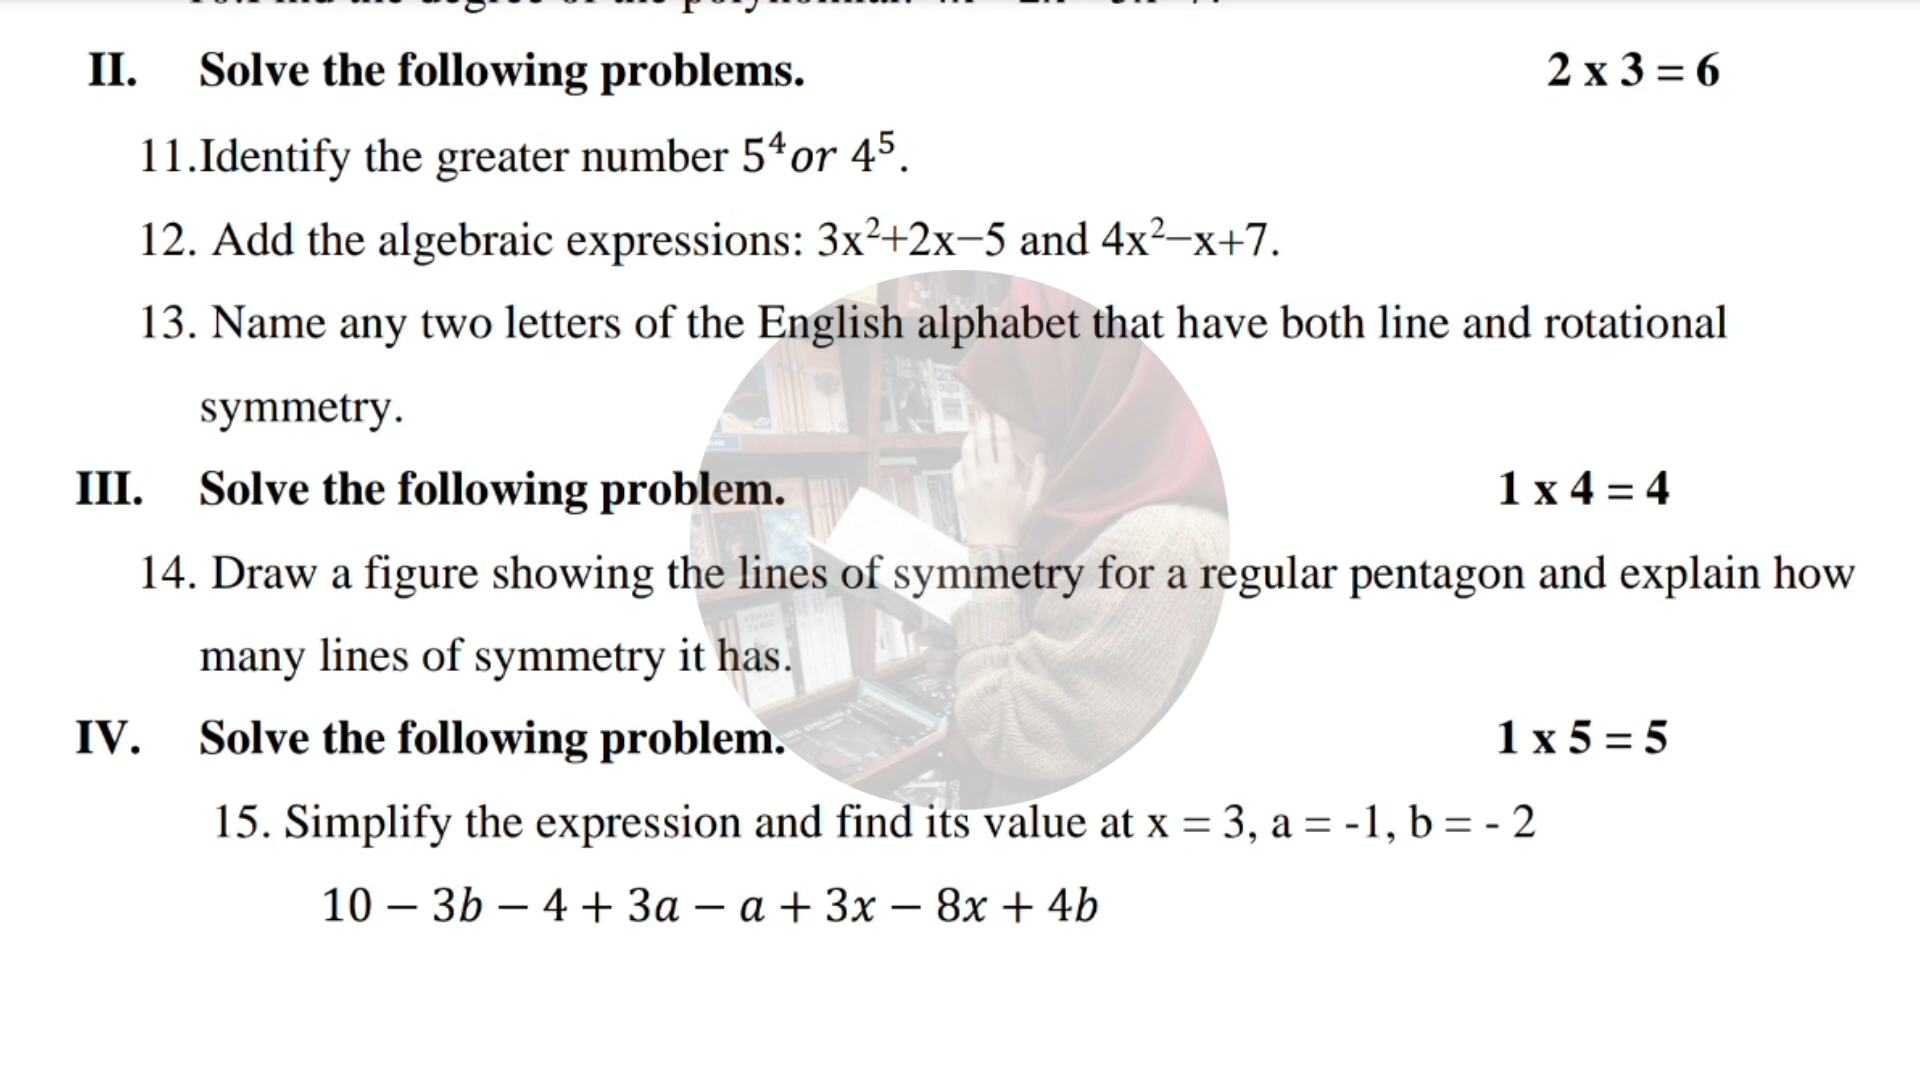 II. Solve the following problems. 2 x 3 = 6
11.Identify the greater number 5⁴or 4⁵.
12. Add the algebraic expressions: 3x²+2x−5 and 4x²−x+7.
13. Name any two letters of the English alphabet that have both line and rotational
symmetry.
III. Solve the following problem. 1 x 4 = 4
14. Draw a figure showing the lines of symmetry for a regular pentagon and explain how
many lines of symmetry it has.
IV. Solve the following problem. 1 x 5 = 5
15. Simplify the expression and find its value at x = 3, a = -1, b = - 2
10 − 3b − 4 + 3a − a + 3x − 8x + 4b